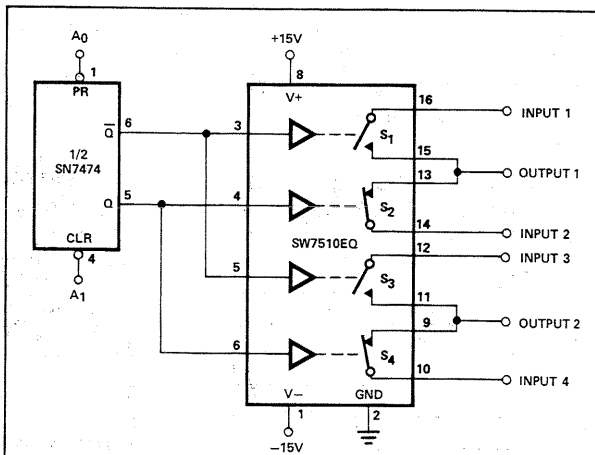 A0
+15V
1
PR
8
V+
16
INPUT 1
Q̅
6
3
S1
15
1/2
SN7474
13
OUTPUT 1
Q
5
4
S2
SW7510EQ
14
INPUT 2
12
INPUT 3
CLR
4
5
S3
A1
11
9
OUTPUT 2
6
S4
10
INPUT 4
V−
GND
1
2
−15V